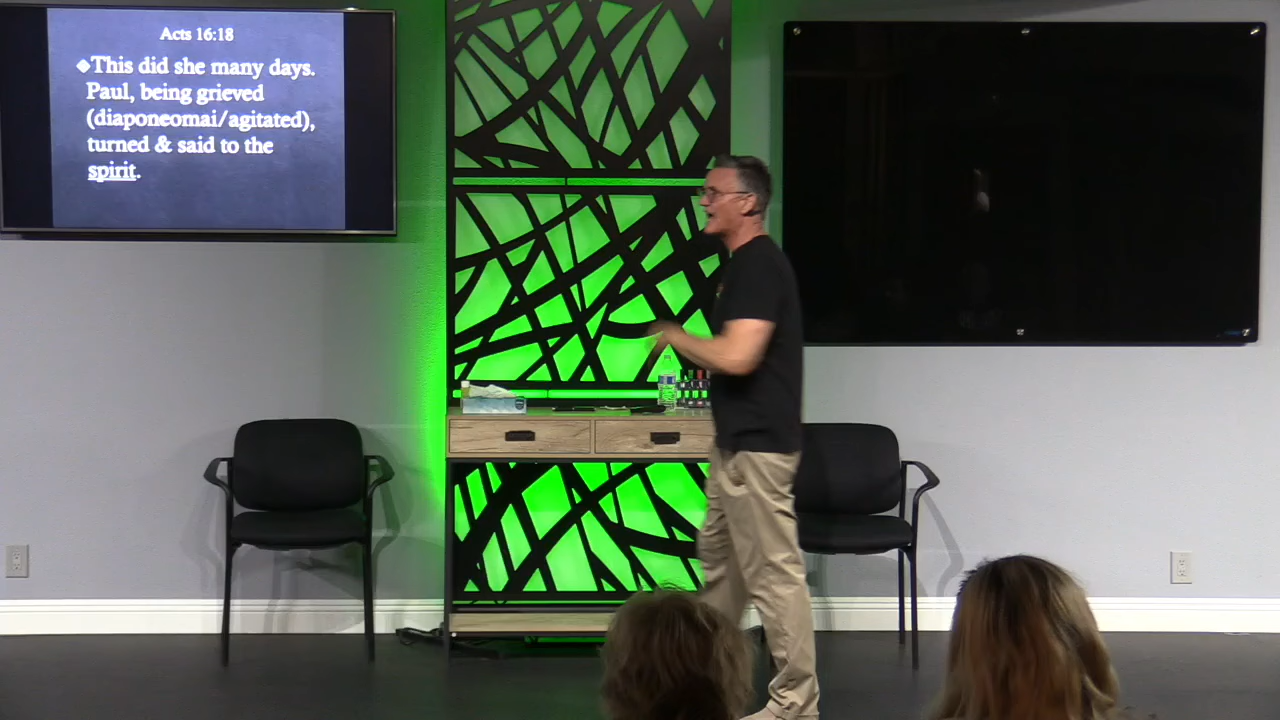 Acts 16:18
◆This did she many days.
Paul, being grieved
(diaponeomai/agitated),
turned & said to the
spirit.